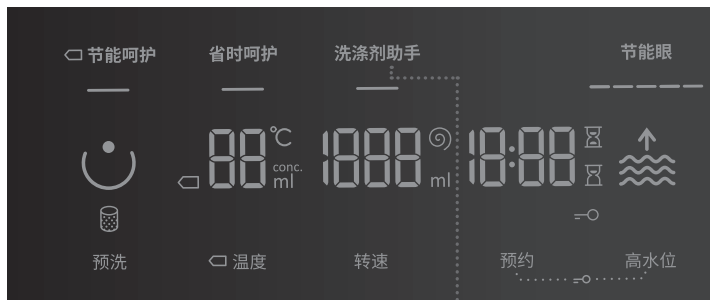 节能呵护 省时呵护 洗涤剂助手 节能眼
88 °C 1888 18:88
conc.
ml ml
预洗 温度 转速 预约 高水位